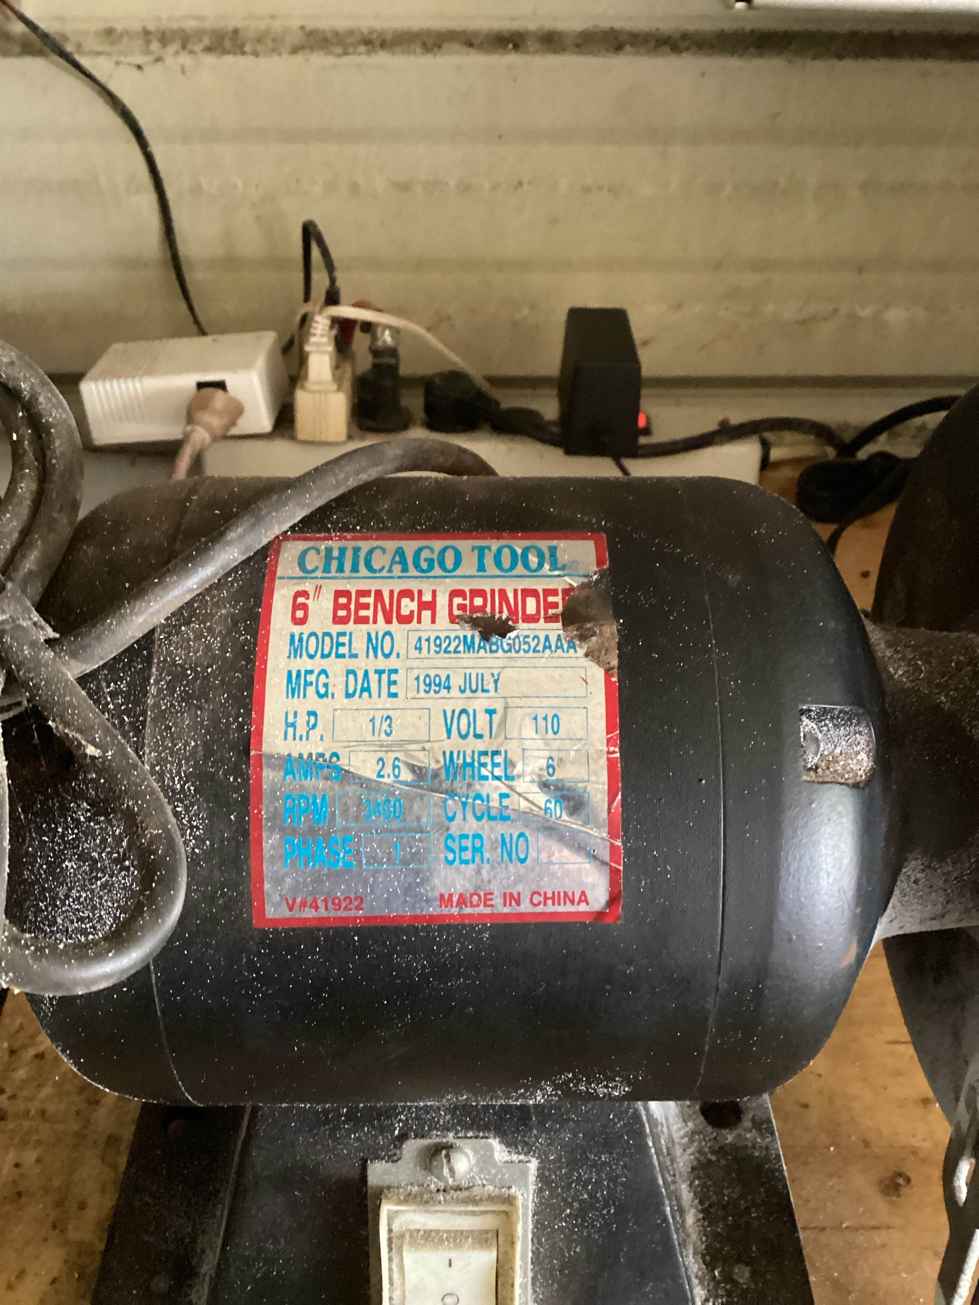 CHICAGO TOOL
6" BENCH GRINDER
MODEL NO. 41922MABG052AAA
MFG. DATE 1994 JULY
H.P. 1/3 VOLT 110
AMPS 2.6 WHEEL 6
RPM 3450 CYCLE 60
PHASE 1 SER. NO
V#41922 MADE IN CHINA